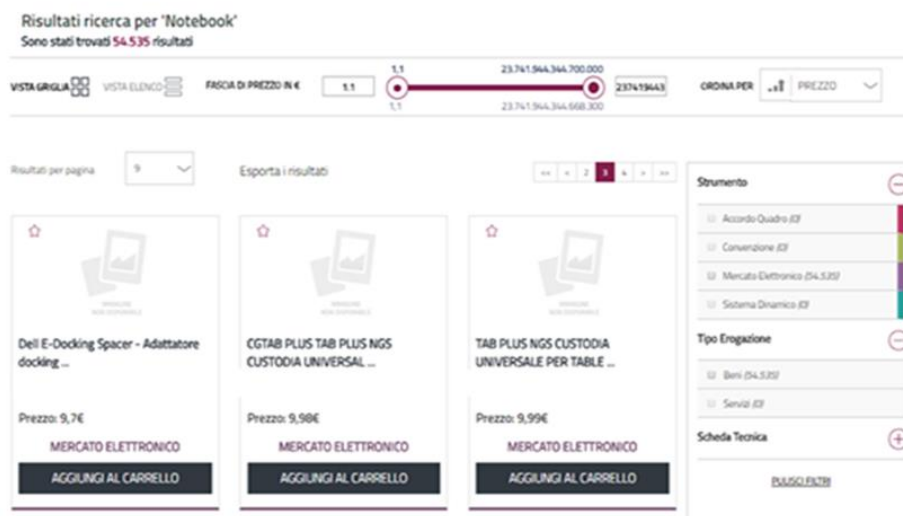 Risultati ricerca per 'Notebook'
Sono stati trovati 54.535 risultati
VISTA GRIGLIA
VISTA ELENCO
FASCIA DI PREZZO IN €
1.1
1,1
23.741.944.344.700.000
1,1
23.741.944.344.668.300
237419443
ORDINA PER
PREZZO
Risultati per pagina
9
Esporta i risultati
<< < 2 3 4 > >>
Dell E-Docking Spacer - Adattatore
docking ...
Prezzo: 9,7€
MERCATO ELETTRONICO
AGGIUNGI AL CARRELLO
CGTAB PLUS TAB PLUS NGS
CUSTODIA UNIVERSAL ...
Prezzo: 9,98€
MERCATO ELETTRONICO
AGGIUNGI AL CARRELLO
TAB PLUS NGS CUSTODIA
UNIVERSALE PER TABLE ...
Prezzo: 9,99€
MERCATO ELETTRONICO
AGGIUNGI AL CARRELLO
Strumento
Accordo Quadro (0)
Convenzione (0)
Mercato Elettronico (54.535)
Sistema Dinamico (0)
Tipo Erogazione
Beni (54.535)
Servizi (0)
Scheda Tecnica
PULISCI FILTRI